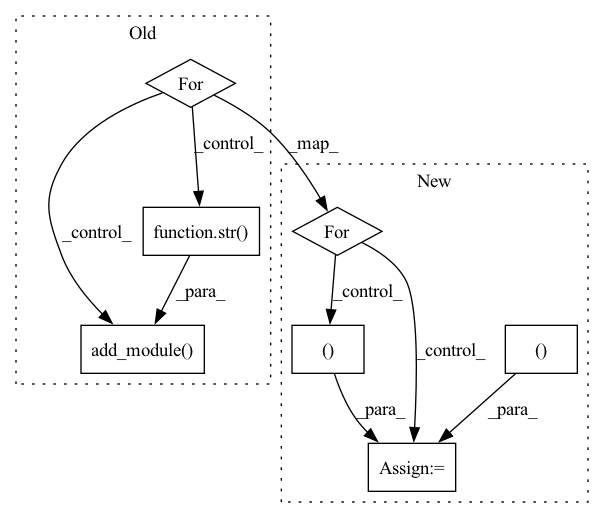 Old
For
_control_
_map_
New
function.str()
For
_control_
_para_
_control_
add_module()
()
_control_
()
_para_
_para_
Assign:=